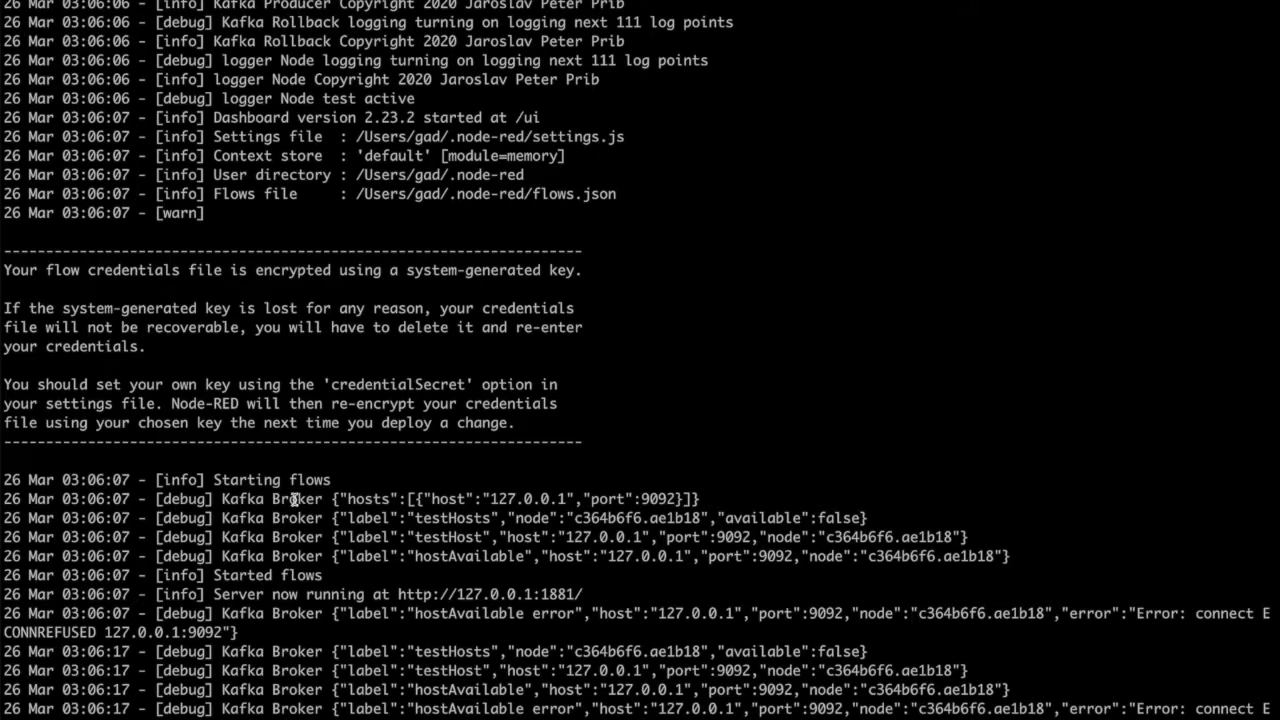 26 Mar 03:06:06 - [info] Kafka Producer Copyright 2020 Jaroslav Peter Prib
26 Mar 03:06:06 - [debug] Kafka Rollback logging turning on logging next 111 log points
26 Mar 03:06:06 - [info] Kafka Rollback Copyright 2020 Jaroslav Peter Prib
26 Mar 03:06:06 - [debug] logger Node logging turning on logging next 111 log points
26 Mar 03:06:06 - [info] logger Node Copyright 2020 Jaroslav Peter Prib
26 Mar 03:06:06 - [debug] logger Node test active
26 Mar 03:06:07 - [info] Dashboard version 2.23.2 started at /ui
26 Mar 03:06:07 - [info] Settings file  : /Users/gad/.node-red/settings.js
26 Mar 03:06:07 - [info] Context store  : 'default' [module=memory]
26 Mar 03:06:07 - [info] User directory : /Users/gad/.node-red
26 Mar 03:06:07 - [info] Flows file     : /Users/gad/.node-red/flows.json
26 Mar 03:06:07 - [warn]
---------------------------------------------------------------------
Your flow credentials file is encrypted using a system-generated key.
If the system-generated key is lost for any reason, your credentials
file will not be recoverable, you will have to delete it and re-enter
your credentials.
You should set your own key using the 'credentialSecret' option in
your settings file. Node-RED will then re-encrypt your credentials
file using your chosen key the next time you deploy a change.
---------------------------------------------------------------------
26 Mar 03:06:07 - [info] Starting flows
26 Mar 03:06:07 - [debug] Kafka Broker {"hosts":[{"host":"127.0.0.1","port":9092}]}
26 Mar 03:06:07 - [debug] Kafka Broker {"label":"testHosts","node":"c364b6f6.ae1b18","available":false}
26 Mar 03:06:07 - [debug] Kafka Broker {"label":"testHost","host":"127.0.0.1","port":9092,"node":"c364b6f6.ae1b18"}
26 Mar 03:06:07 - [debug] Kafka Broker {"label":"hostAvailable","host":"127.0.0.1","port":9092,"node":"c364b6f6.ae1b18"}
26 Mar 03:06:07 - [info] Started flows
26 Mar 03:06:07 - [info] Server now running at http://127.0.0.1:1881/
26 Mar 03:06:07 - [debug] Kafka Broker {"label":"hostAvailable error","host":"127.0.0.1","port":9092,"node":"c364b6f6.ae1b18","error":"Error: connect E
CONNREFUSED 127.0.0.1:9092"}
26 Mar 03:06:17 - [debug] Kafka Broker {"label":"testHosts","node":"c364b6f6.ae1b18","available":false}
26 Mar 03:06:17 - [debug] Kafka Broker {"label":"testHost","host":"127.0.0.1","port":9092,"node":"c364b6f6.ae1b18"}
26 Mar 03:06:17 - [debug] Kafka Broker {"label":"hostAvailable","host":"127.0.0.1","port":9092,"node":"c364b6f6.ae1b18"}
26 Mar 03:06:17 - [debug] Kafka Broker {"label":"hostAvailable error","host":"127.0.0.1","port":9092,"node":"c364b6f6.ae1b18","error":"Error: connect E